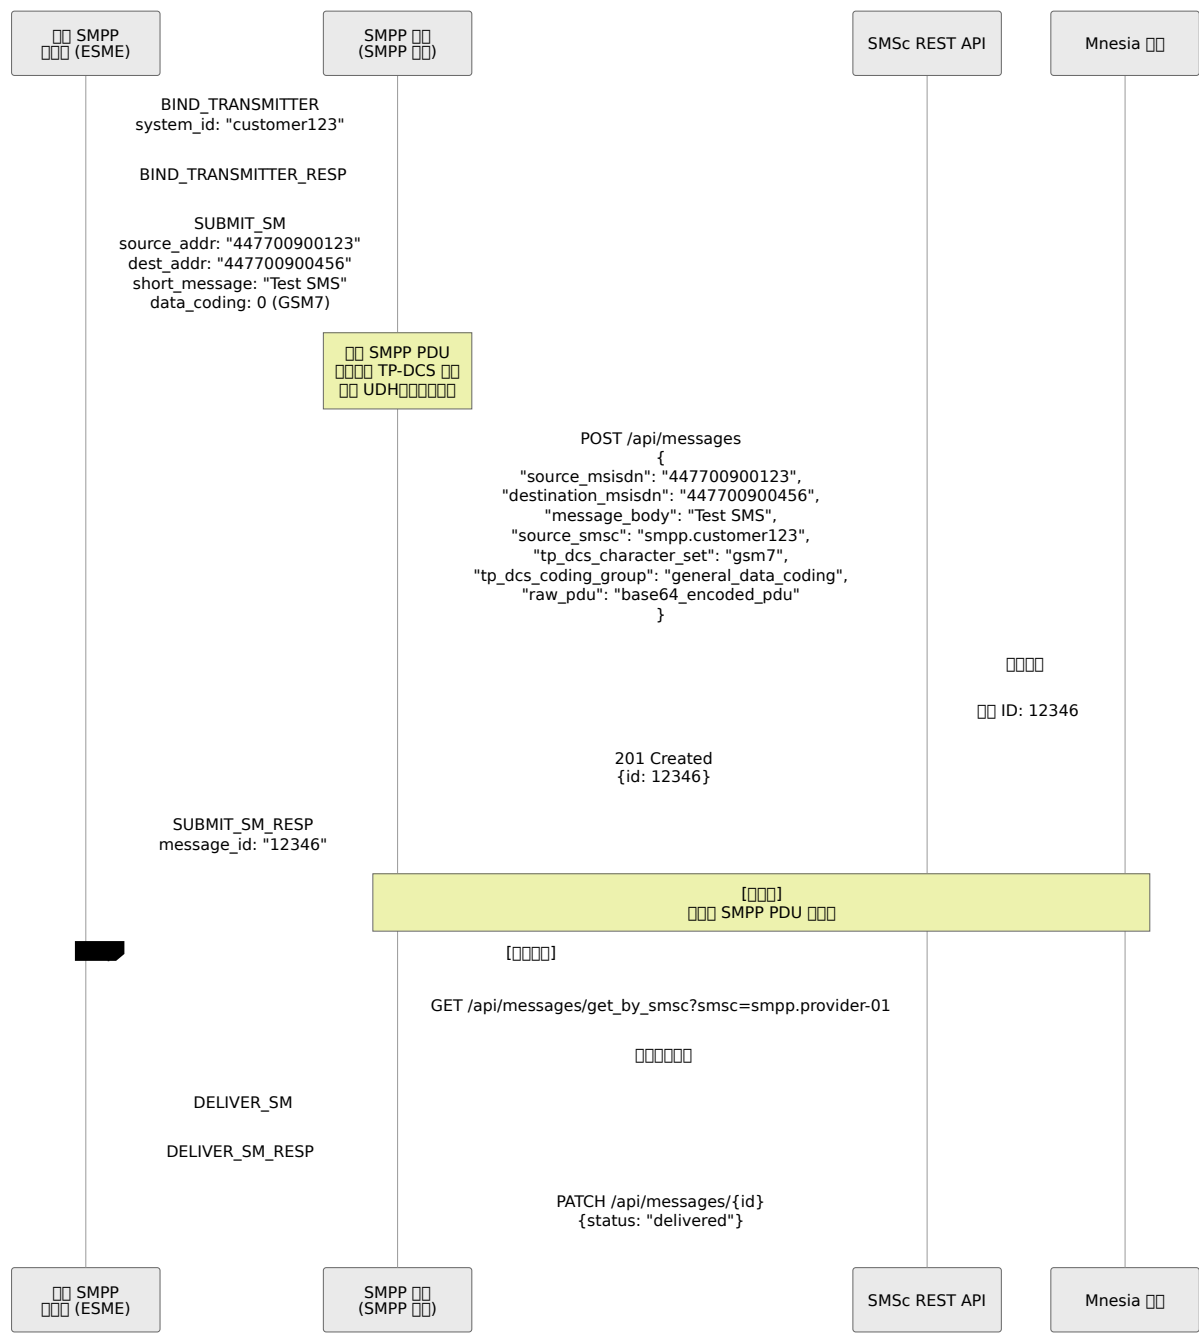 SMPP
(ESME)
SMPP
(SMPP
SMSc REST API
Mnesia
BIND_TRANSMITTER
system_id: "customer123"
BIND_TRANSMITTER_RESP
SUBMIT_SM
source_addr: "447700900123"
dest_addr: "447700900456"
short_message: "Test SMS"
data_coding: 0 (GSM7)
SMPP PDU
TP-DCS
UDH
POST /api/messages
{
"source_msisdn": "447700900123",
"destination_msisdn": "447700900456",
"message_body": "Test SMS",
"source_smsc": "smpp.customer123",
"tp_dcs_character_set": "gsm7",
"tp_dcs_coding_group": "general_data_coding",
"raw_pdu": "base64_encoded_pdu"
}
ID: 12346
201 Created
{id: 12346}
SUBMIT_SM_RESP
message_id: "12346"
SMPP PDU
GET /api/messages/get_by_smsc?smsc=smpp.provider-01
DELIVER_SM
DELIVER_SM_RESP
PATCH /api/messages/{id}
{status: "delivered"}
SMPP
(ESME)
SMPP
(SMPP
SMSc REST API
Mnesia